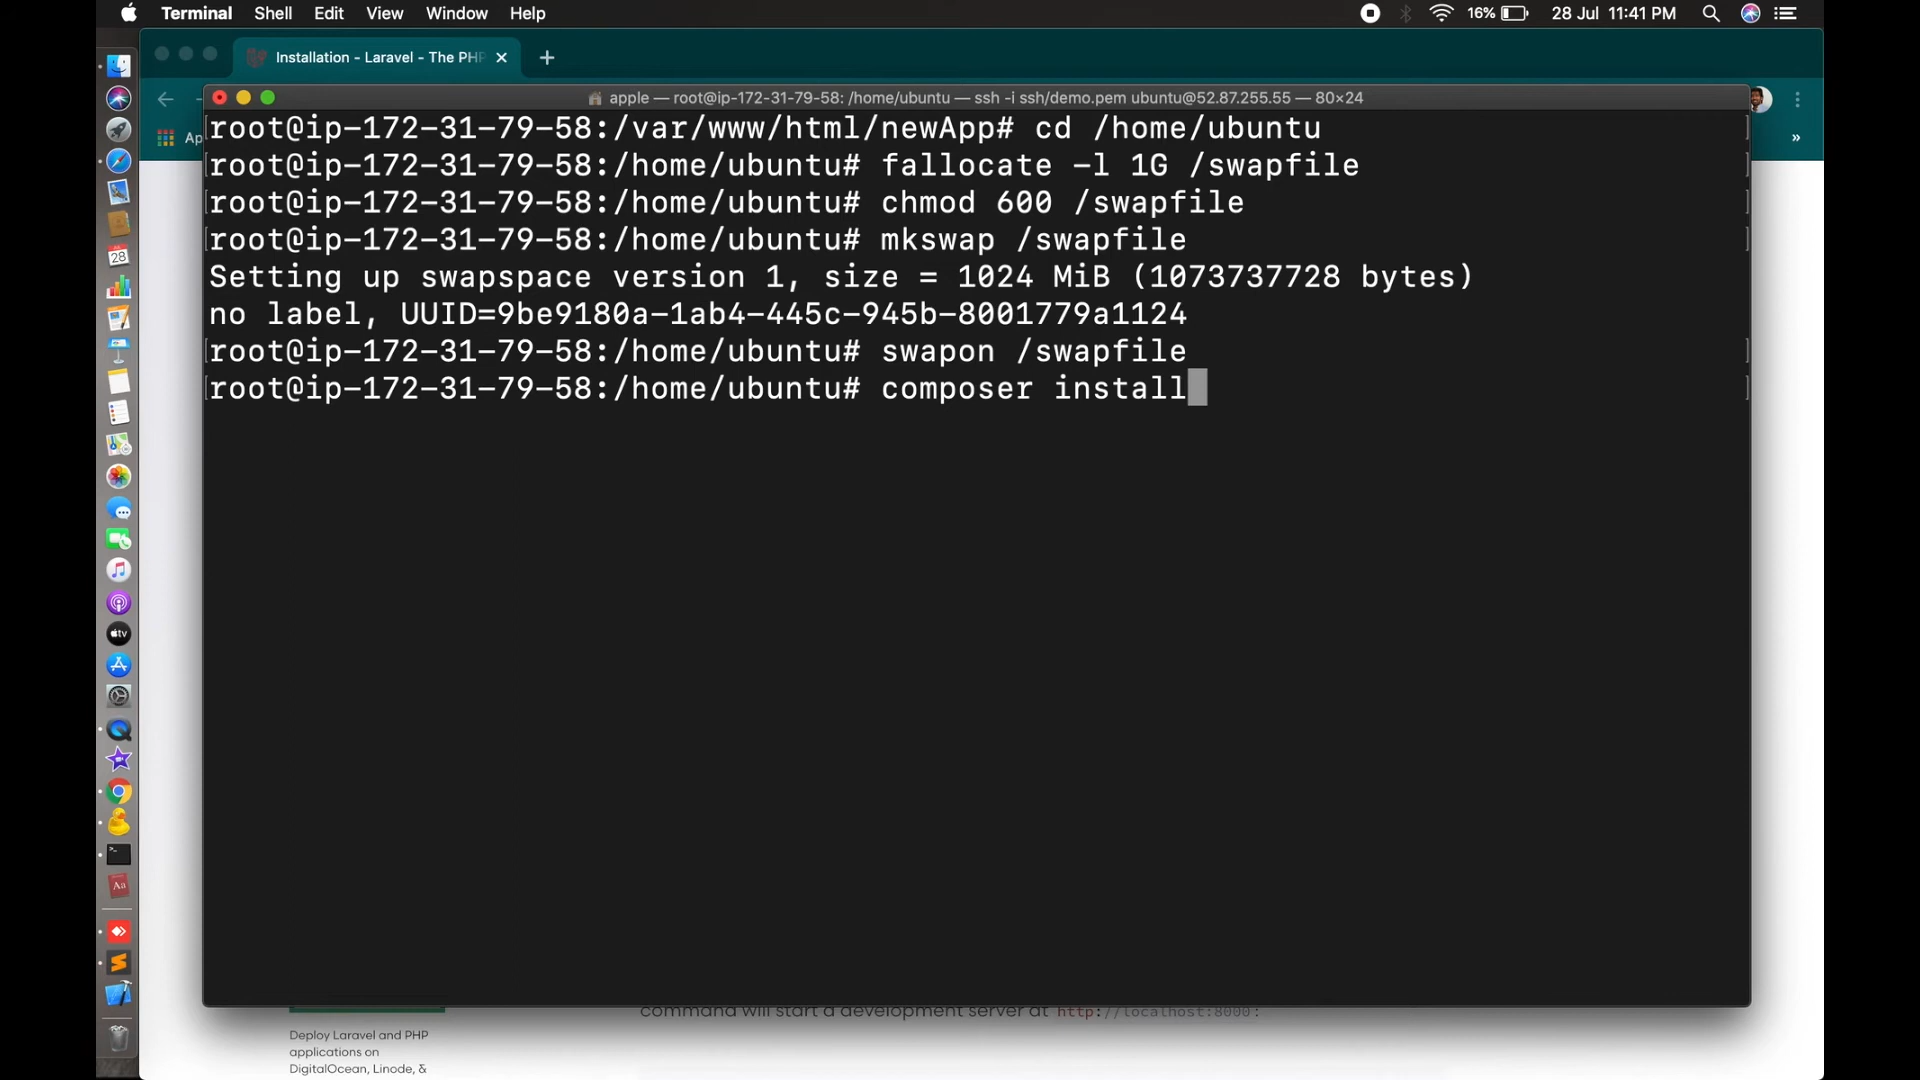 Terminal Shell Edit View Window Help 16% 28 Jul 11:41 PM
Installation - Laravel - The PH
apple — root@ip-172-31-79-58: /home/ubuntu — ssh -i ssh/demo.pem ubuntu@52.87.255.55 — 80×24
Ap
»
root@ip-172-31-79-58:/var/www/html/newApp# cd /home/ubuntu
root@ip-172-31-79-58:/home/ubuntu# fallocate -l 1G /swapfile
root@ip-172-31-79-58:/home/ubuntu# chmod 600 /swapfile
root@ip-172-31-79-58:/home/ubuntu# mkswap /swapfile
Setting up swapspace version 1, size = 1024 MiB (1073737728 bytes)
no label, UUID=9be9180a-1ab4-445c-945b-8001779a1124
root@ip-172-31-79-58:/home/ubuntu# swapon /swapfile
root@ip-172-31-79-58:/home/ubuntu# composer install
28
tv
Aa
command will start a development server at http://localhost:8000:
Deploy Laravel and PHP
applications on
DigitalOcean, Linode, &